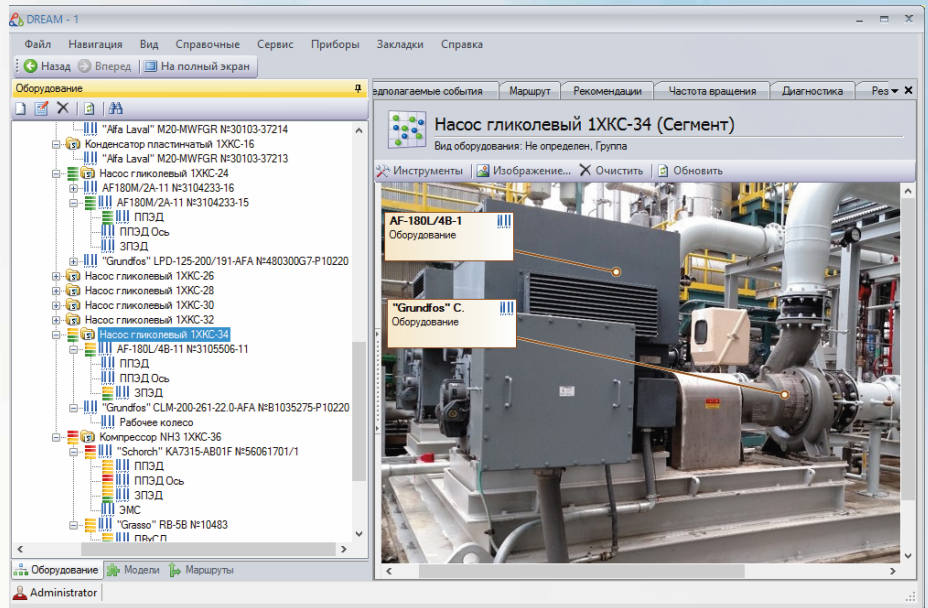 DREAM - 1
Файл Навигация Вид Справочные Сервис Приборы Закладки Справка
Назад Вперед На полный экран
Оборудование
"Alfa Laval" M20-MWFGR №30103-37214
Конденсатор пластинчатый 1ХКС-16
"Alfa Laval" M20-MWFGR №30103-37213
Насос гликолевый 1ХКС-24
AF180M/2A-11 №3104233-16
AF180M/2A-11 №3104233-15
ППЭД
ППЭД Ось
ЗПЭД
"Grundfos" LPD-125-200/191-AFA №480300G7-P10220
Насос гликолевый 1ХКС-26
Насос гликолевый 1ХКС-28
Насос гликолевый 1ХКС-30
Насос гликолевый 1ХКС-32
Насос гликолевый 1ХКС-34
AF-180L/4B-11 №3105506-11
ППЭД
ППЭД Ось
ЗПЭД
"Grundfos" CLM-200-261-22.0-AFA №B1035275-P10220
Рабочее колесо
Компрессор NH3 1ХКС-36
"Schorch" KA7315-AB01F №56061701/1
ППЭД
ППЭД Ось
ЗПЭД
ЭМС
"Grasso" RB-5B №10483
ПВуСД
Оборудование Модели Маршруты
Administrator
едполагаемые события Маршрут Рекомендации Частота вращения Диагностика Рез
Насос гликолевый 1ХКС-34 (Сегмент)
Вид оборудования: Не определен, Группа
Инструменты Изображение... Очистить Обновить
AF-180L/4B-1
Оборудование
"Grundfos" C.
Оборудование